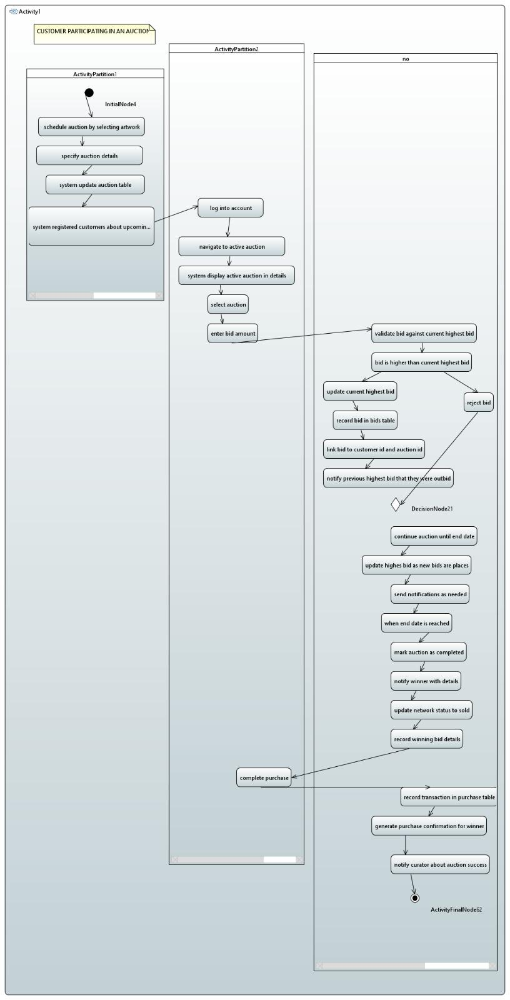 Activity1
CUSTOMER PARTICIPATING IN AN AUCTION
ActivityPartition1
InitialNode4
schedule auction by selecting artwork
specify auction details
system update auction table
system registered customers about upcomin...
ActivityPartition2
log into account
navigate to active auction
system display active auction in details
select auction
enter bid amount
no
validate bid against current highest bid
bid is higher than current highest bid
update current highest bid
reject bid
record bid in bids table
link bid to customer id and auction id
notify previous highest bid that they were outbid
DecisionNode21
continue auction until end date
update highes bid as new bids are places
send notifications as needed
when end date is reached
mark auction as completed
notify winner with details
update network status to sold
record winning bid details
complete purchase
record transaction in purchase table
generate purchase confirmation for winner
notify curator about auction success
ActivityFinalNode62